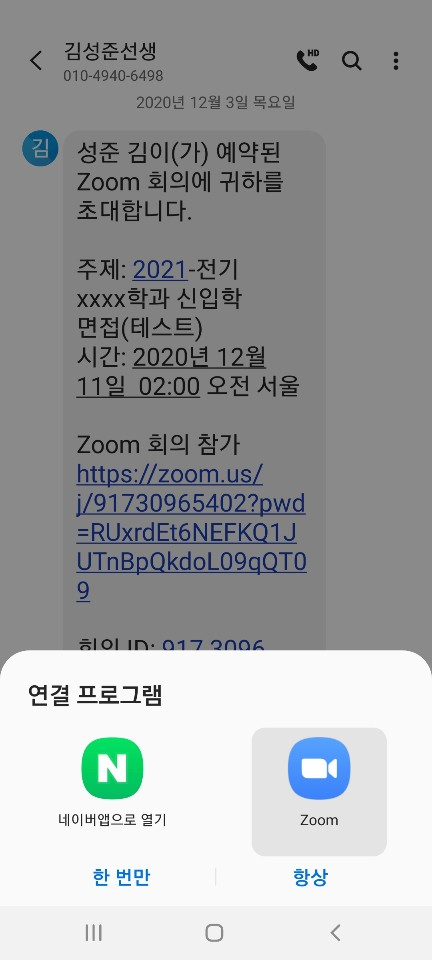 김성준선생
010-4940-6498
HD
2020년 12월 3일 목요일
김
성준 김이(가) 예약된
Zoom 회의에 귀하를
초대합니다.
주제: 2021-전기
xxxx학과 신입학
면접(테스트)
시간: 2020년 12월
11일 02:00 오전 서울
Zoom 회의 참가
https://zoom.us/
j/91730965402?pwd
=RUxrdEt6NEFKQ1J
UTnBpQkdoL09qQT0
9
회의 ID: 917 3096
연결 프로그램
N
네이버앱으로 열기
Zoom
한 번만
항상